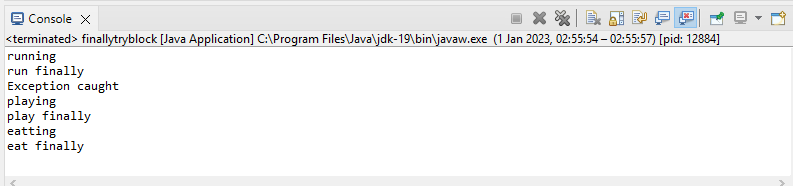 Console
<terminated> finallytryblock [Java Application] C:\Program Files\Java\jdk-19\bin\javaw.exe (1 Jan 2023, 02:55:54 – 02:55:57) [pid: 12884]
running
run finally
Exception caught
playing
play finally
eatting
eat finally